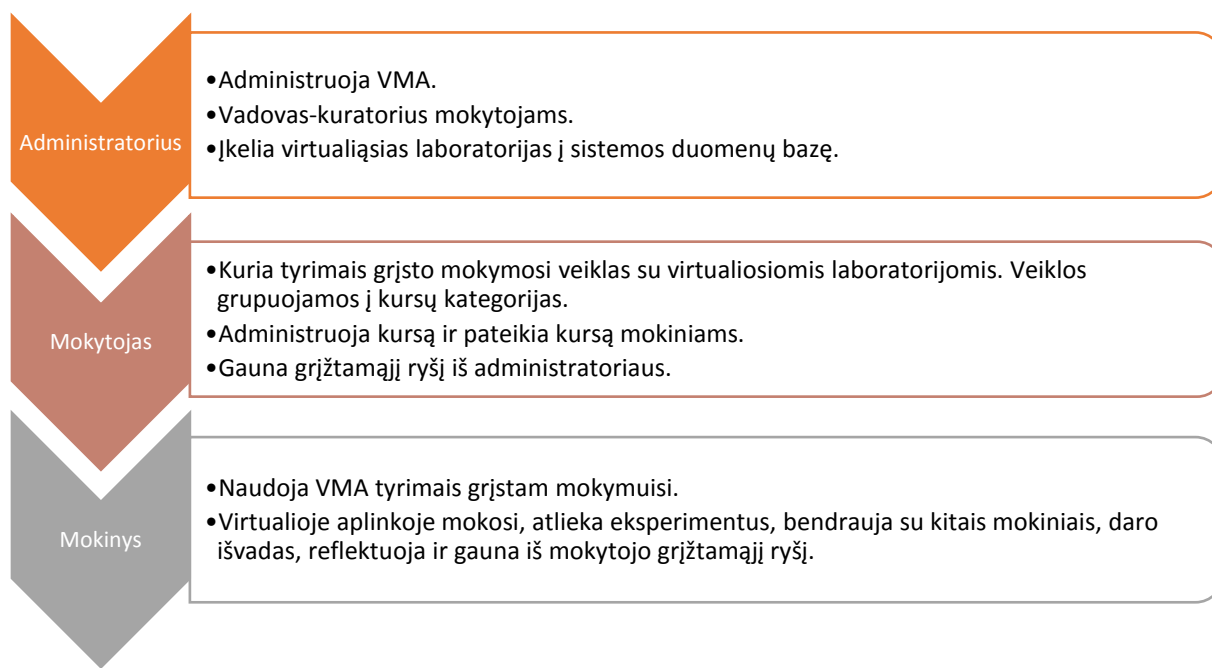 Administratorius
•Administruoja VMA.
•Vadovas-kuratorius mokytojams.
•Įkelia virtualiąsias laboratorijas į sistemos duomenų bazę.
Mokytojas
•Kuria tyrimais grįsto mokymosi veiklas su virtualiosiomis laboratorijomis. Veiklos
grupuojamos į kursų kategorijas.
•Administruoja kursą ir pateikia kursą mokiniams.
•Gauna grįžtamąjį ryšį iš administratoriaus.
Mokinys
•Naudoja VMA tyrimais grįstam mokymuisi.
•Virtualioje aplinkoje mokosi, atlieka eksperimentus, bendrauja su kitais mokiniais, daro
išvadas, reflektuoja ir gauna iš mokytojo grįžtamąjį ryšį.